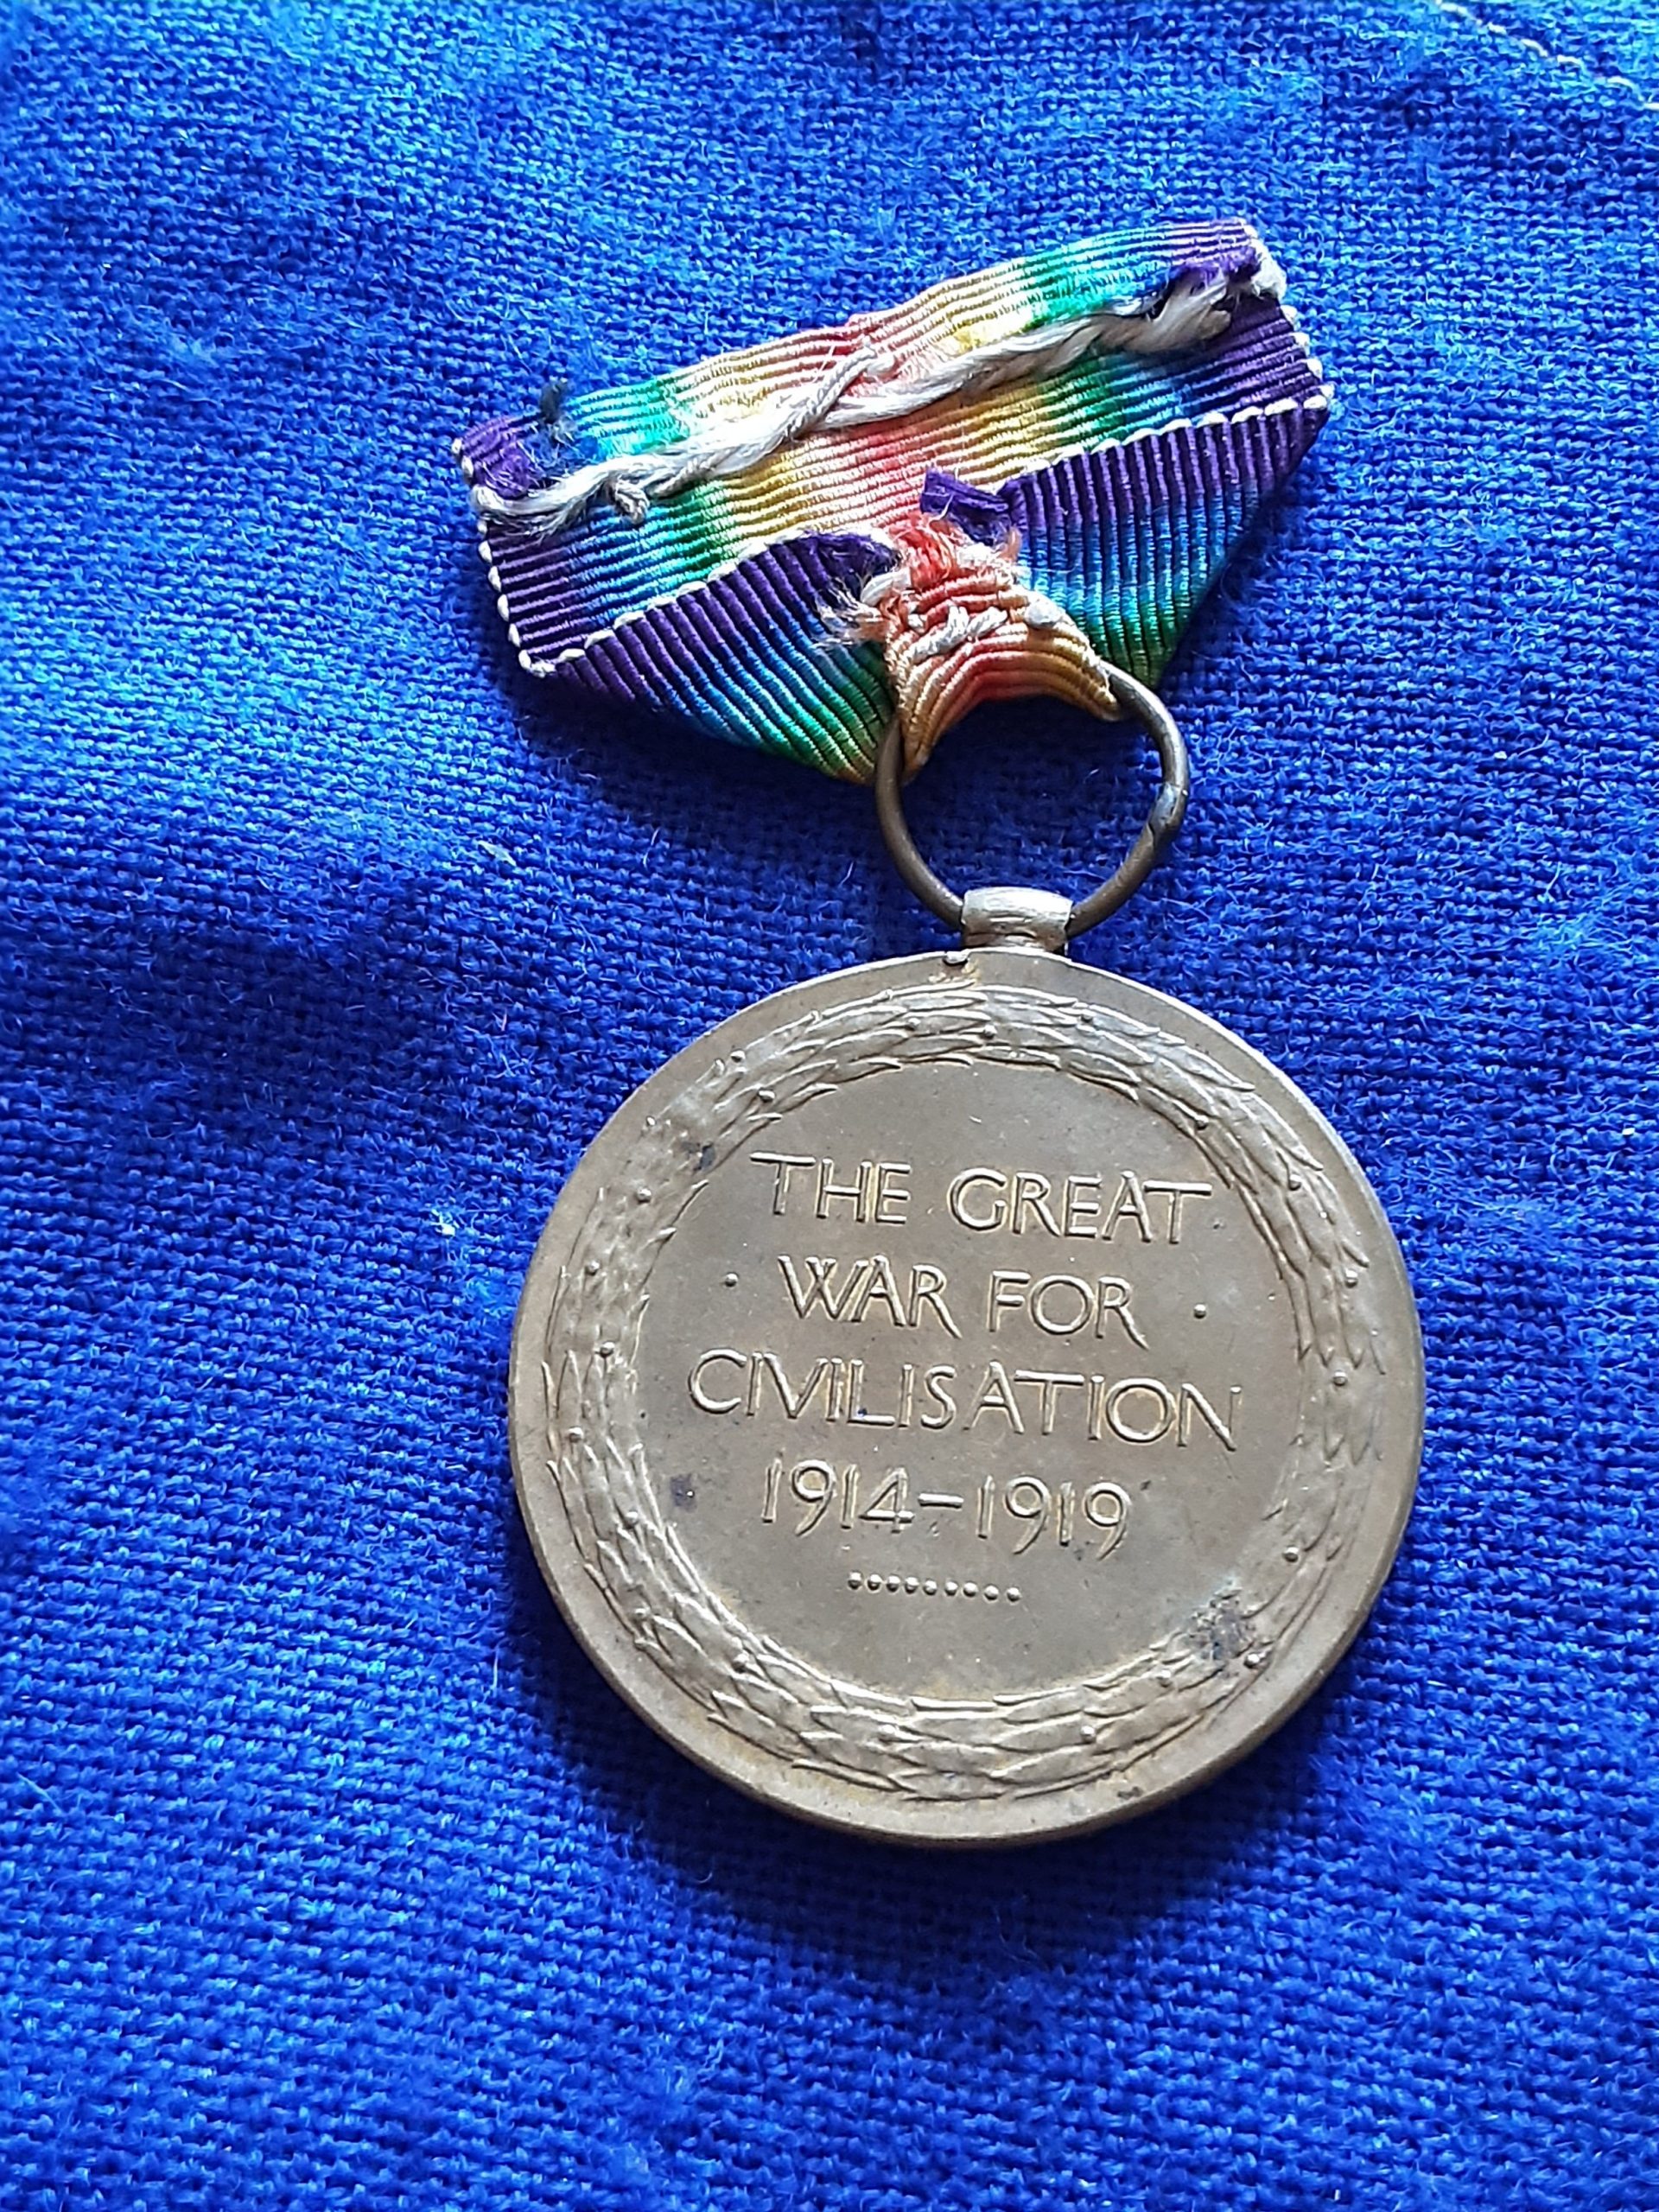 THE GREAT
· WAR FOR ·
CIVILISATION
1914-1919